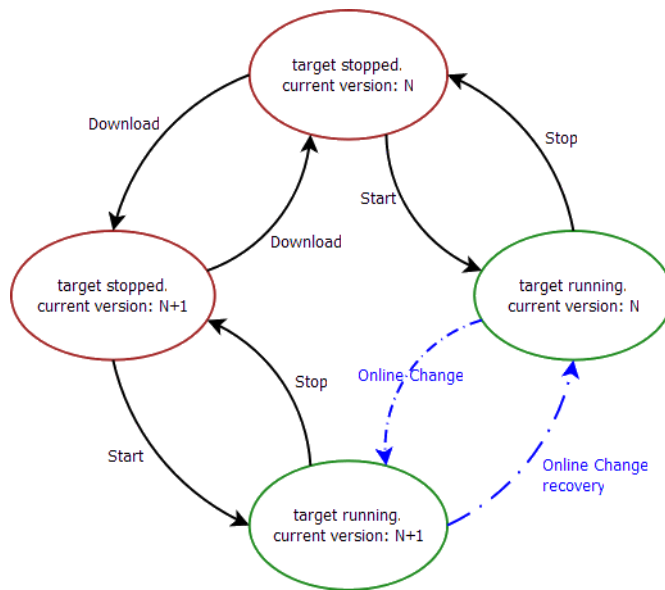 target stopped.
current version: N
Download
Stop
Start
Download
target stopped.
current version: N+1
target running.
current version: N
Online Change
Stop
Start
Online Change
recovery
target running.
current version: N+1